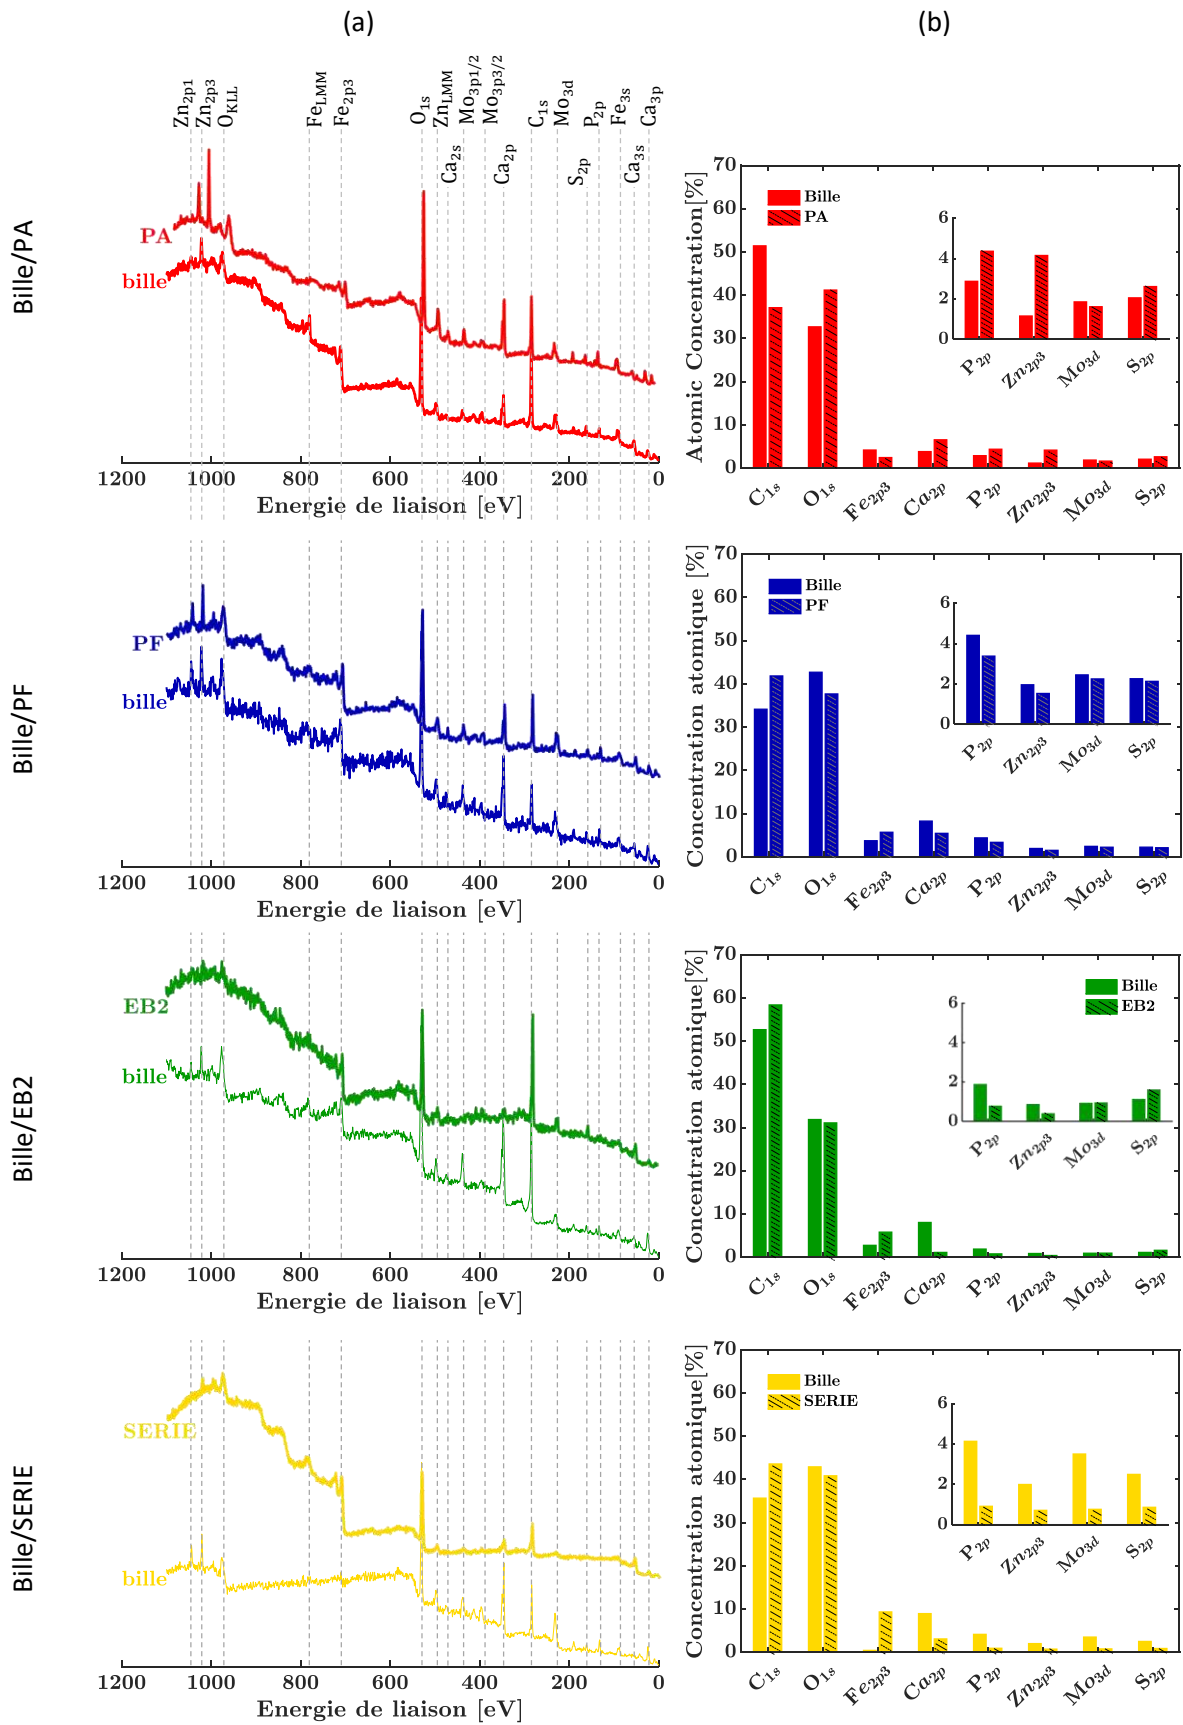 (a)
(b)
Zn2p1 Zn2p3 OKLL FeLMM Fe2p3 O1s ZnLMM Mo3p1/2 Mo3p3/2 C1s Mo3d P2p Fe3s Ca3p
Ca2s Ca2p S2p Ca3s
Bille/PA
PA
bille
1200 1000 800 600 400 200 0
Energie de liaison [eV]
Atomic Concentration[%]
70
60
50
40
30
20
10
0
Bille
PA
6
4
2
0
P2p Zn2p3 Mo3d S2p
C1s O1s Fe2p3 Ca2p P2p Zn2p3 Mo3d S2p
Bille/PF
PF
bille
1200 1000 800 600 400 200 0
Energie de liaison [eV]
Concentration atomique [%]
70
60
50
40
30
20
10
0
Bille
PF
6
4
2
0
P2p Zn2p3 Mo3d S2p
C1s O1s Fe2p3 Ca2p P2p Zn2p3 Mo3d S2p
Bille/EB2
EB2
bille
1200 1000 800 600 400 200 0
Energie de liaison [eV]
Concentration atomique[%]
70
60
50
40
30
20
10
0
Bille
EB2
6
4
2
0
P2p Zn2p3 Mo3d S2p
C1s O1s Fe2p3 Ca2p P2p Zn2p3 Mo3d S2p
Bille/SERIE
SERIE
bille
1200 1000 800 600 400 200 0
Energie de liaison [eV]
Concentration atomique[%]
70
60
50
40
30
20
10
0
Bille
SERIE
6
4
2
0
P2p Zn2p3 Mo3d S2p
C1s O1s Fe2p3 Ca2p P2p Zn2p3 Mo3d S2p